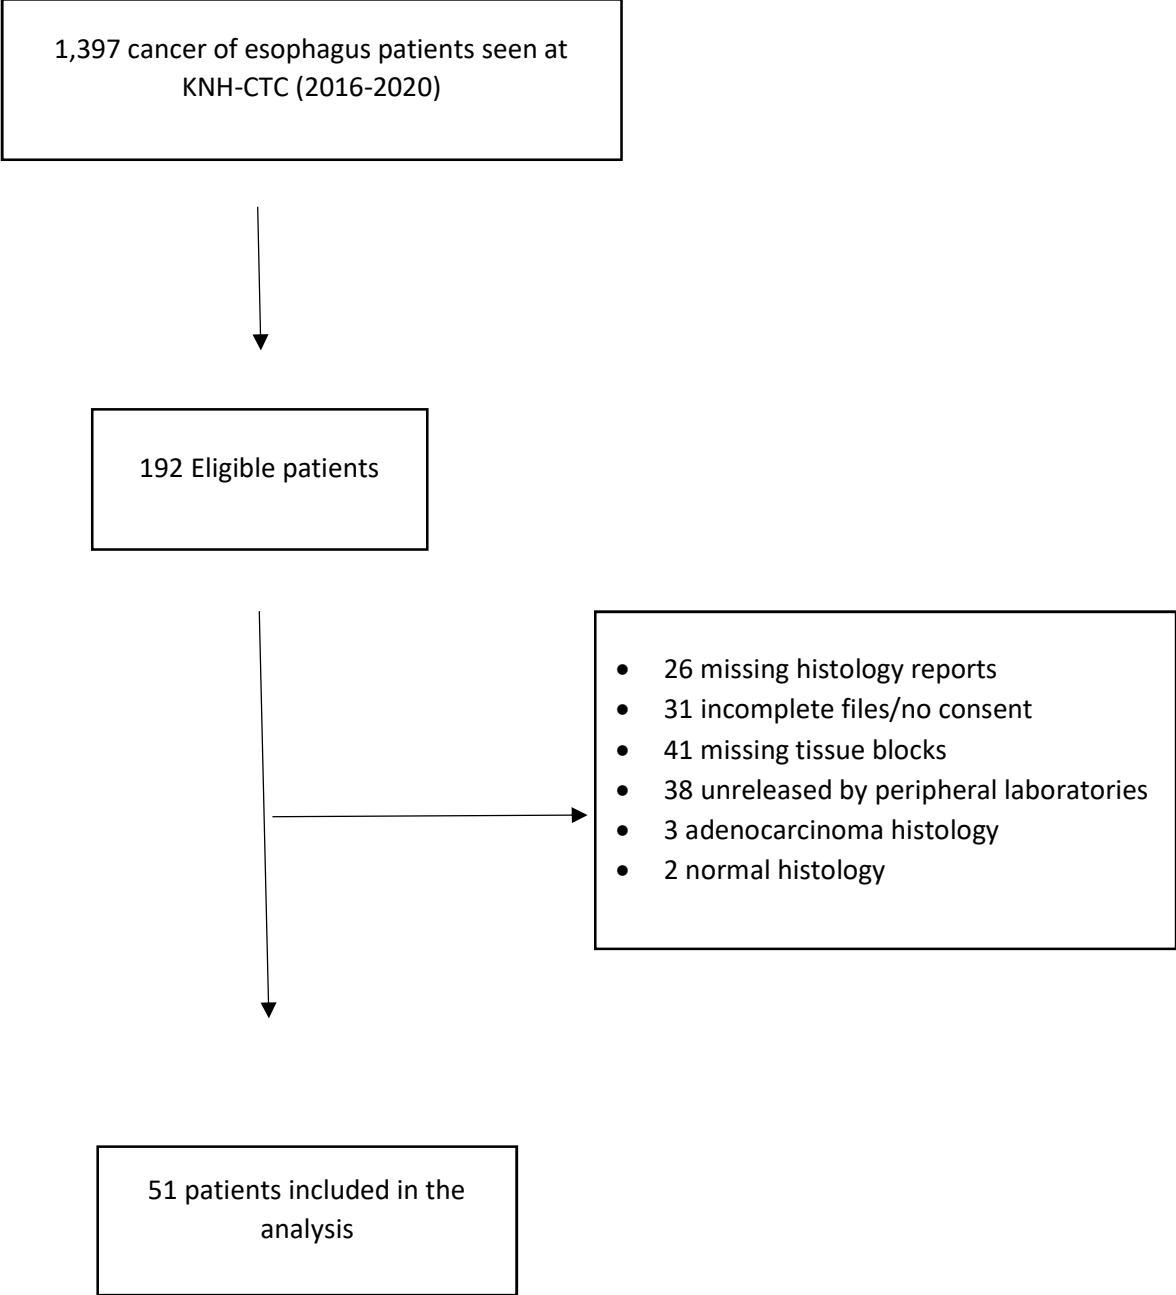 1,397 cancer of esophagus patients seen at
KNH-CTC (2016-2020)
192 Eligible patients
• 26 missing histology reports
• 31 incomplete files/no consent
• 41 missing tissue blocks
• 38 unreleased by peripheral laboratories
• 3 adenocarcinoma histology
• 2 normal histology
51 patients included in the
analysis